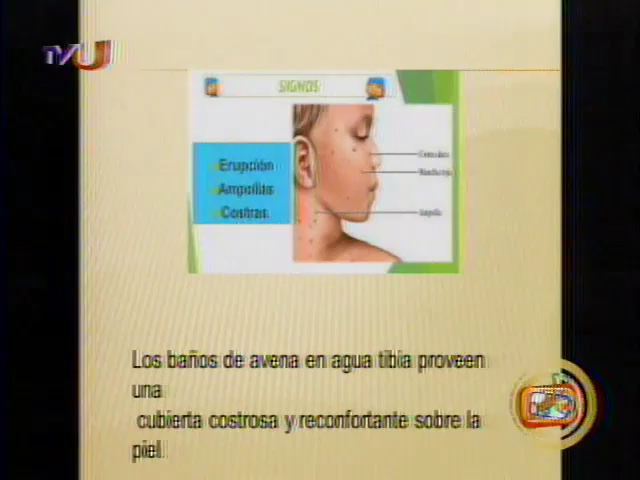 TVU
SIGNOS
Erupción
Ampollas
Costras
Los baños de avena en agua tibia proveen
una
cubierta costrosa y reconfortante sobre la
piel.